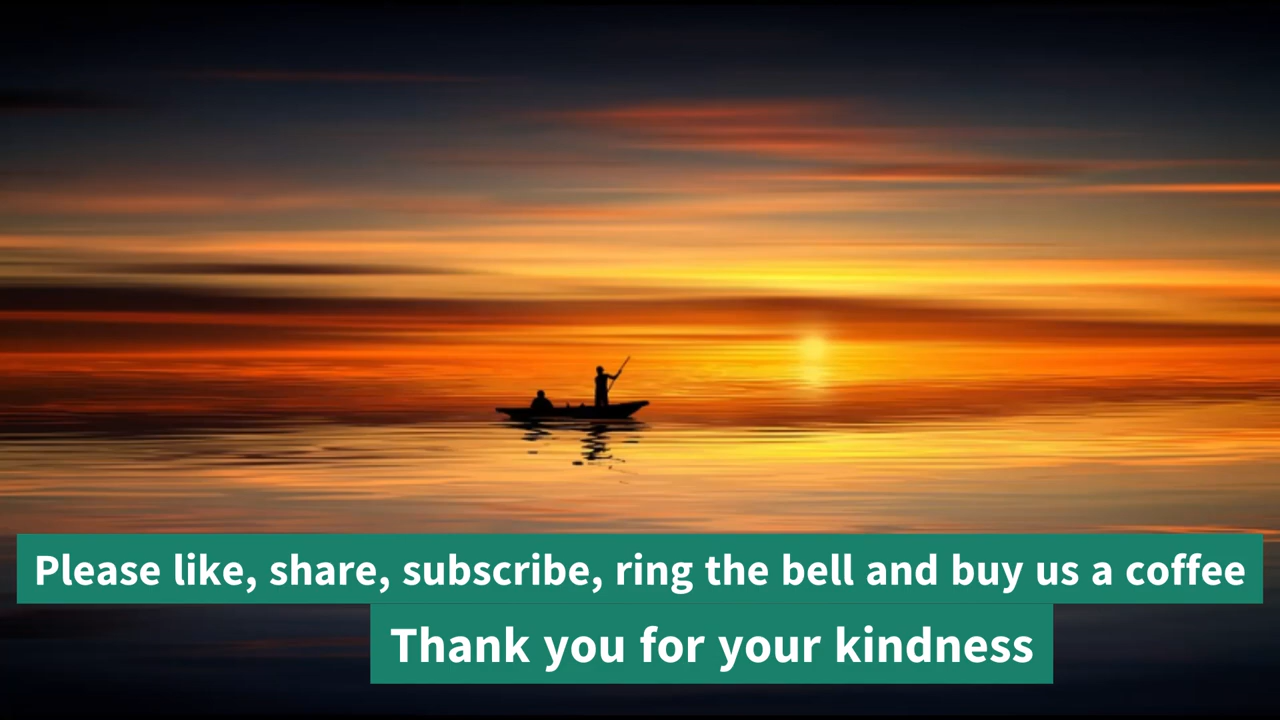 Please like, share, subscribe, ring the bell and buy us a coffee
Thank you for your kindness